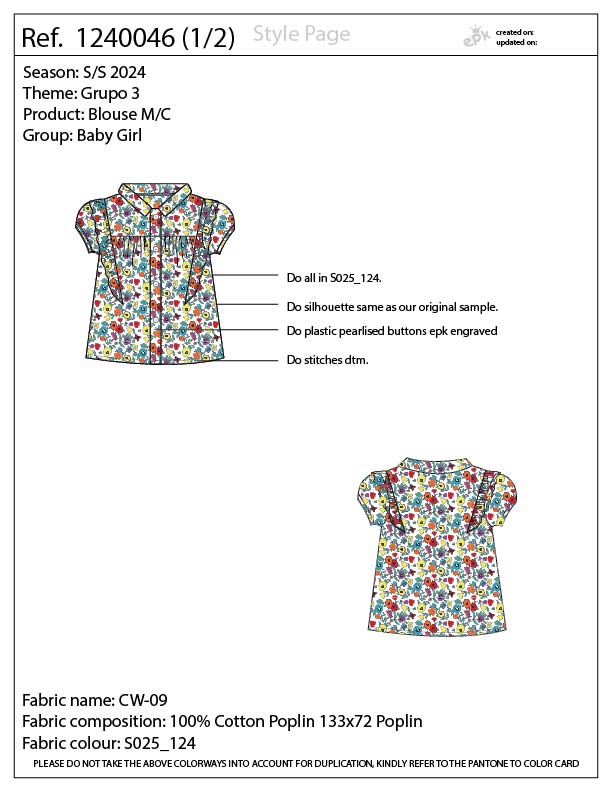 Ref. 1240046 (1/2)
Style Page
epk
created on:
updated on:
Season: S/S 2024
Theme: Grupo 3
Product: Blouse M/C
Group: Baby Girl
Do all in S025_124.
Do silhouette same as our original sample.
Do plastic pearlised buttons epk engraved
Do stitches dtm.
Fabric name: CW-09
Fabric composition: 100% Cotton Poplin 133x72 Poplin
Fabric colour: S025_124
PLEASE DO NOT TAKE THE ABOVE COLORWAYS INTO ACCOUNT FOR DUPLICATION, KINDLY REFER TO THE PANTONE TO COLOR CARD